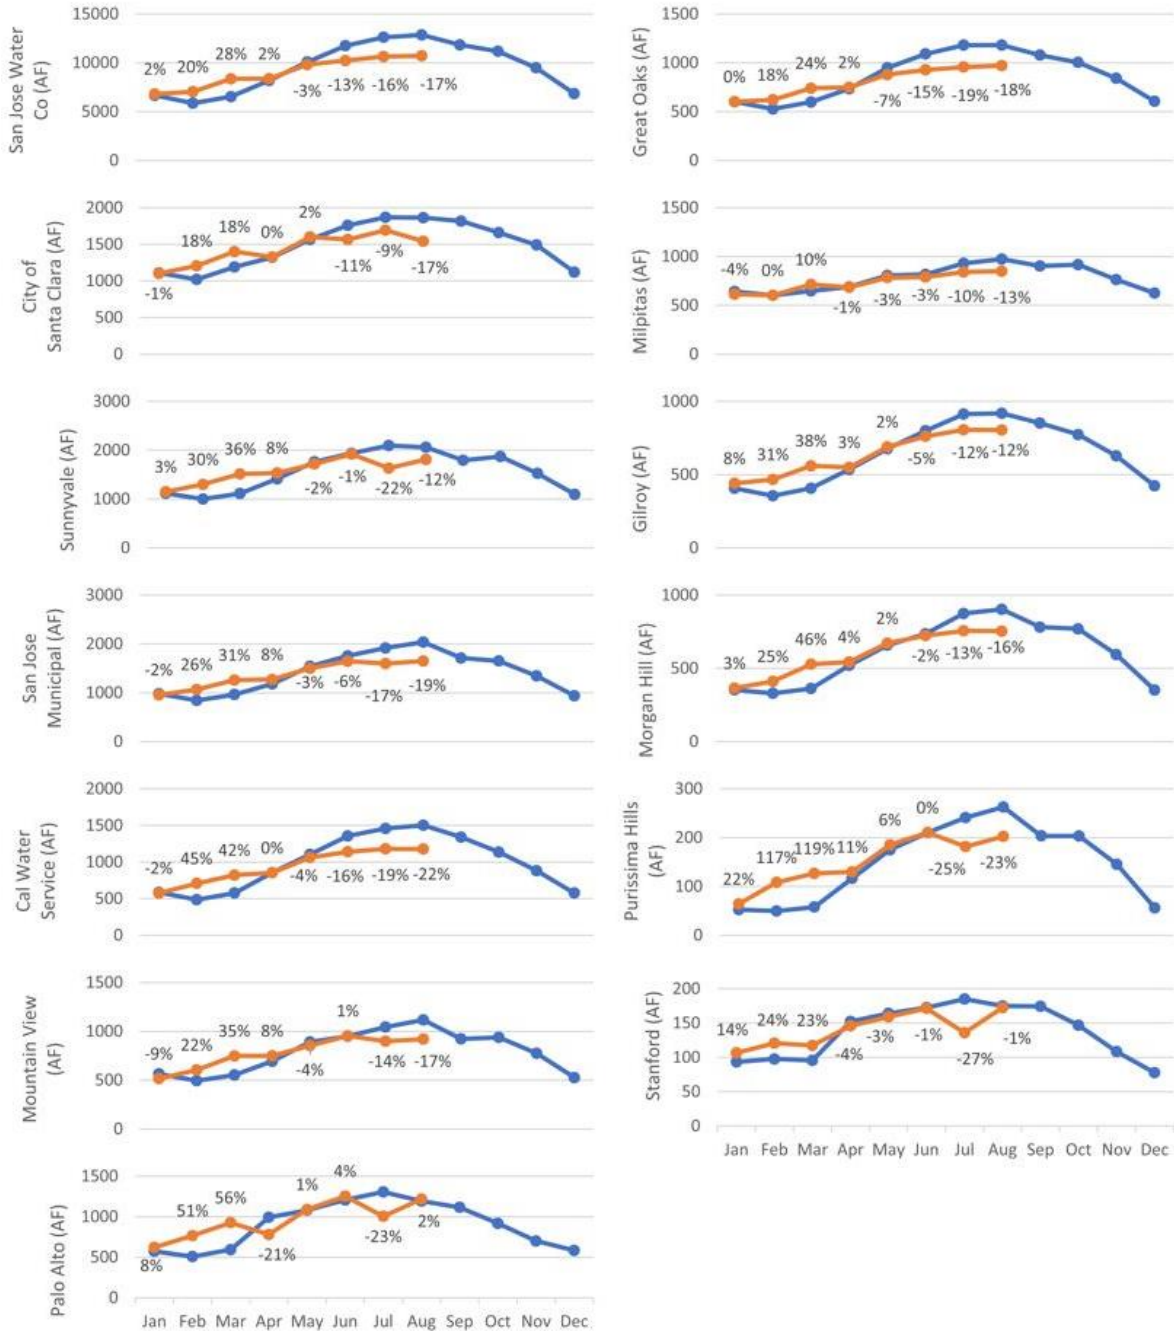 San Jose Water
Co (AF)
15000
10000
5000
0
2% 20% 28% 2% -3% -13% -16% -17%
Great Oaks (AF)
1500
1000
500
0
0% 18% 24% 2% -7% -15% -19% -18%
City of
Santa Clara (AF)
2000
1500
1000
500
0
-1% 18% 18% 0% 2% -11% -9% -17%
Milpitas (AF)
1500
1000
500
0
-4% 0% 10% -1% -3% -3% -10% -13%
Sunnyvale (AF)
3000
2000
1000
0
3% 30% 36% 8% -2% -1% -22% -12%
Gilroy (AF)
1000
500
0
8% 31% 38% 3% 2% -5% -12% -12%
San Jose
Municipal (AF)
3000
2000
1000
0
-2% 26% 31% 8% -3% -6% -17% -19%
Morgan Hill (AF)
1000
500
0
3% 25% 46% 4% 2% -2% -13% -16%
Cal Water
Service (AF)
2000
1500
1000
500
0
-2% 45% 42% 0% -4% -16% -19% -22%
Purissima Hills
(AF)
300
200
100
0
22% 117% 119% 11% 6% 0% -25% -23%
Mountain View
(AF)
1500
1000
500
0
-9% 22% 35% 8% -4% 1% -14% -17%
Stanford (AF)
200
150
100
50
0
14% 24% 23% -4% -3% -1% -27% -1%
Jan Feb Mar Apr May Jun Jul Aug Sep Oct Nov Dec
Palo Alto (AF)
1500
1000
500
0
8% 51% 56% -21% 1% 4% -23% 2%
Jan Feb Mar Apr May Jun Jul Aug Sep Oct Nov Dec